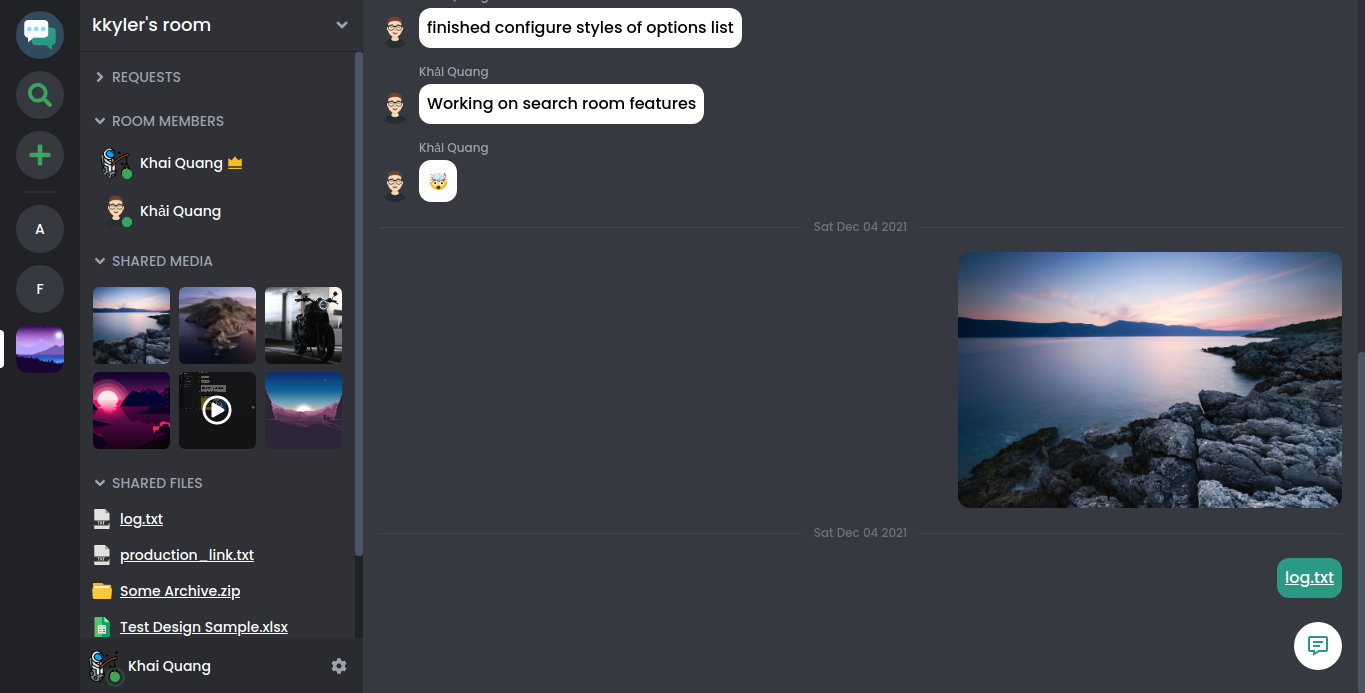 kkyler's room
REQUESTS
ROOM MEMBERS
Khai Quang
Khải Quang
SHARED MEDIA
SHARED FILES
log.txt
production_link.txt
Some Archive.zip
Test Design Sample.xlsx
Khai Quang
A
F
finished configure styles of options list
Khải Quang
Working on search room features
Khải Quang
Sat Dec 04 2021
Sat Dec 04 2021
log.txt